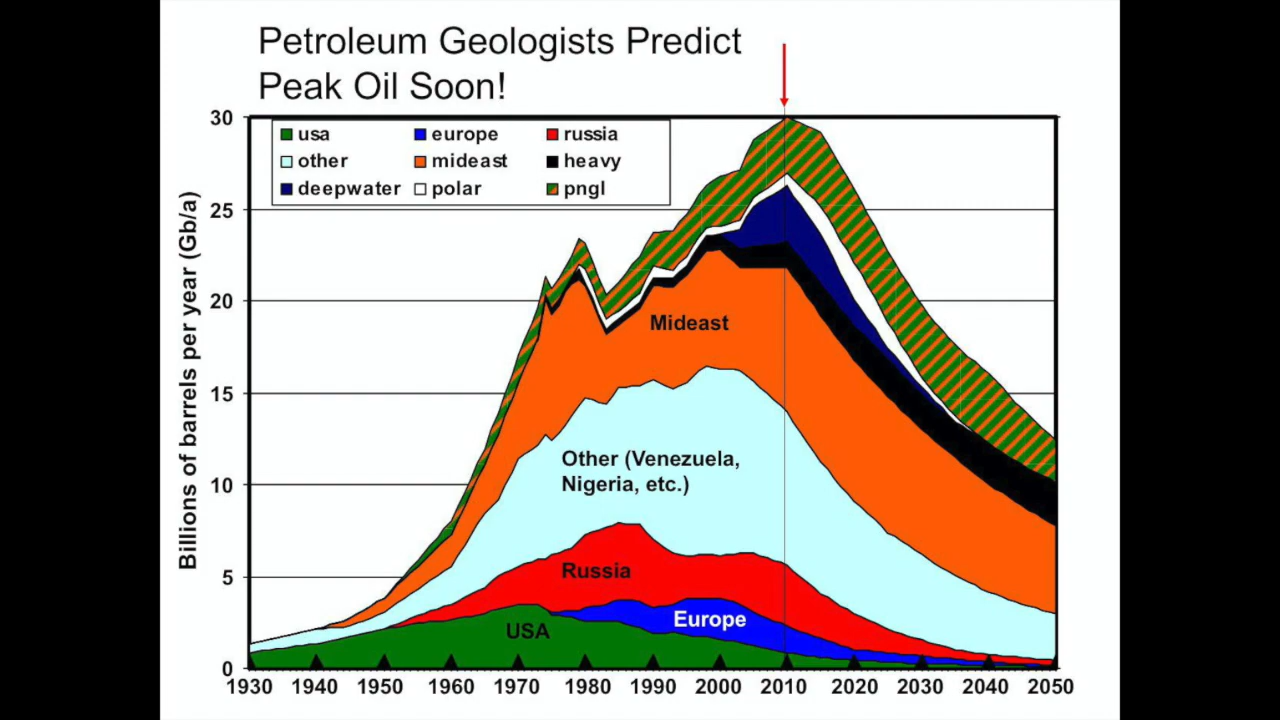 Petroleum Geologists Predict
Peak Oil Soon!
30
usa europe russia
other mideast heavy
deepwater polar pngl
25
20
15
10
5
0
Billions of barrels per year (Gb/a)
Mideast
Other (Venezuela,
Nigeria, etc.)
Russia
Europe
USA
1930 1940 1950 1960 1970 1980 1990 2000 2010 2020 2030 2040 2050